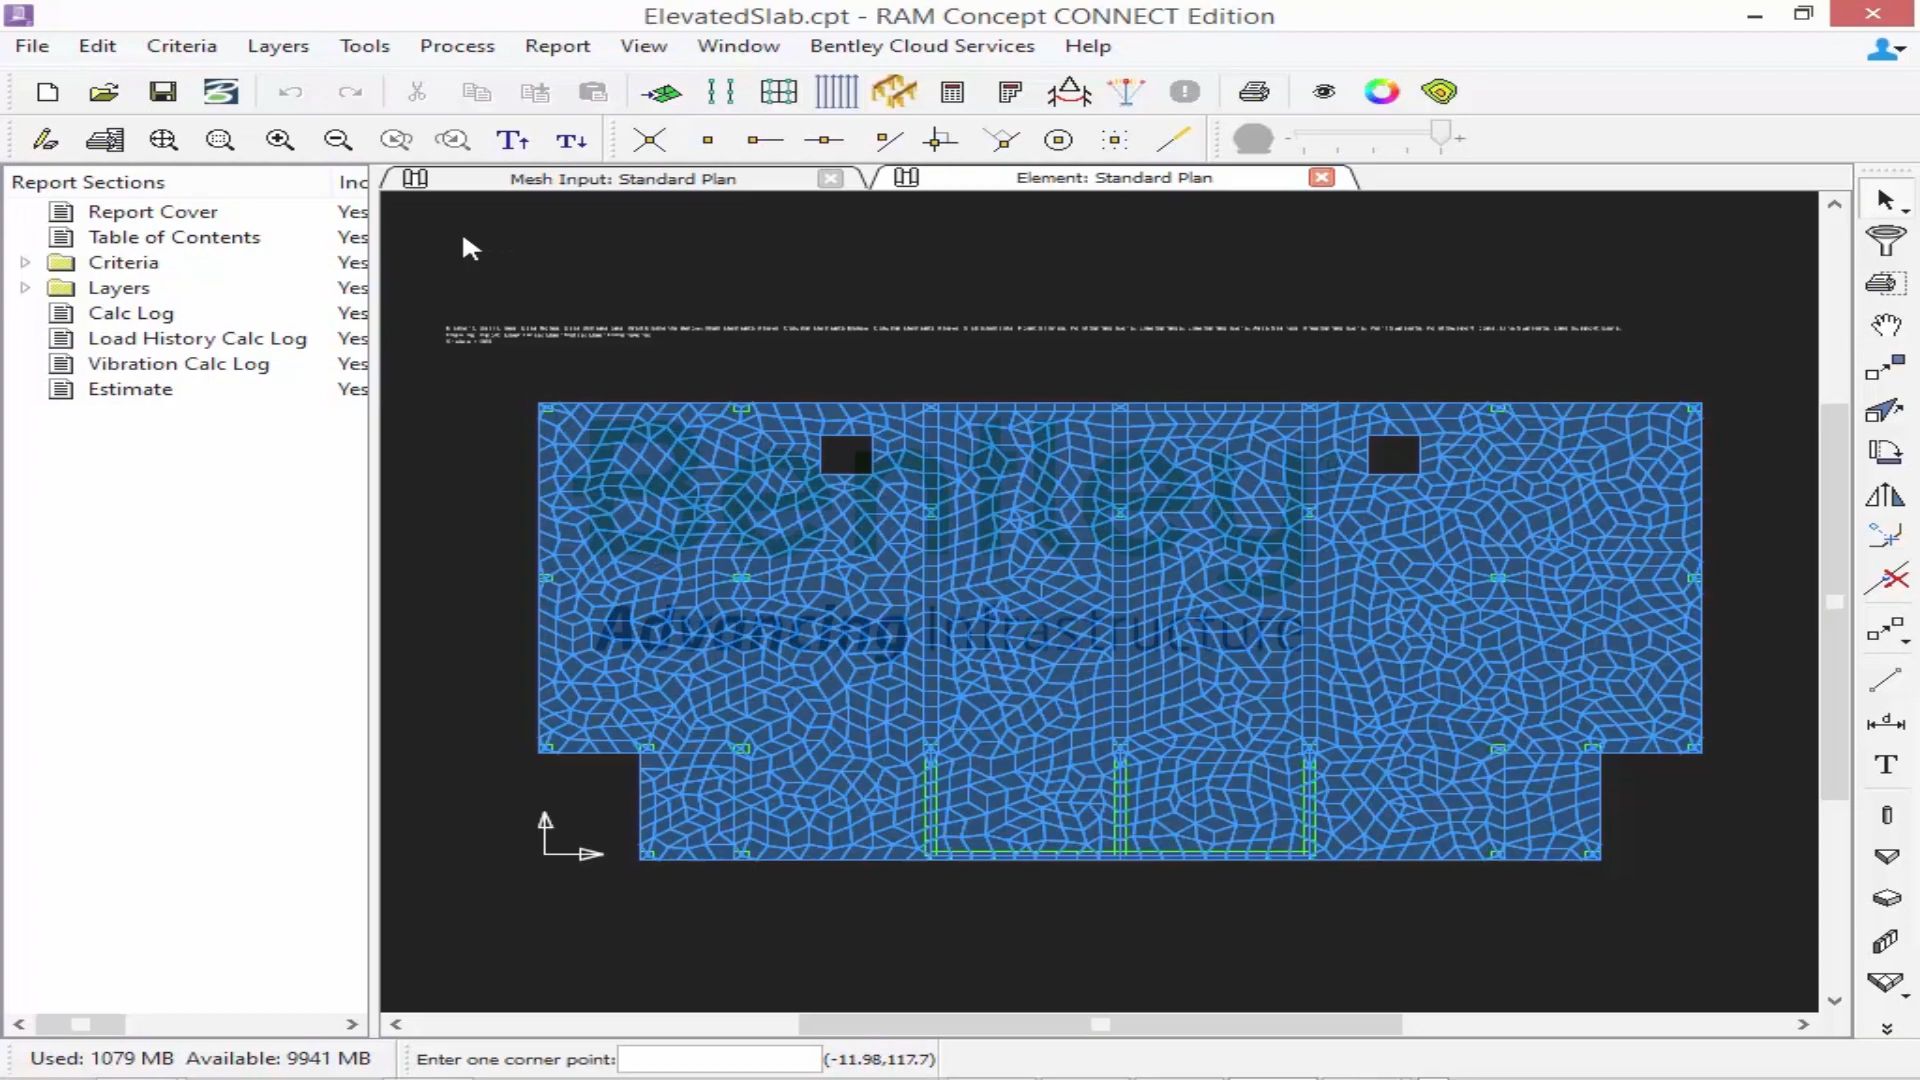 ElevatedSlab.cpt - RAM Concept CONNECT Edition
File Edit Criteria Layers Tools Process Report View Window Bentley Cloud Services Help
Report Sections Inc
Mesh Input: Standard Plan
Element: Standard Plan
Report Cover Yes
Table of Contents Yes
Criteria Yes
Layers Yes
Calc Log Yes
Load History Calc Log Yes
Vibration Calc Log Yes
Estimate Yes
Bentley
Advancing Infrastructure
Used: 1079 MB Available: 9941 MB
Enter one corner point:
(-11.98,117.7)